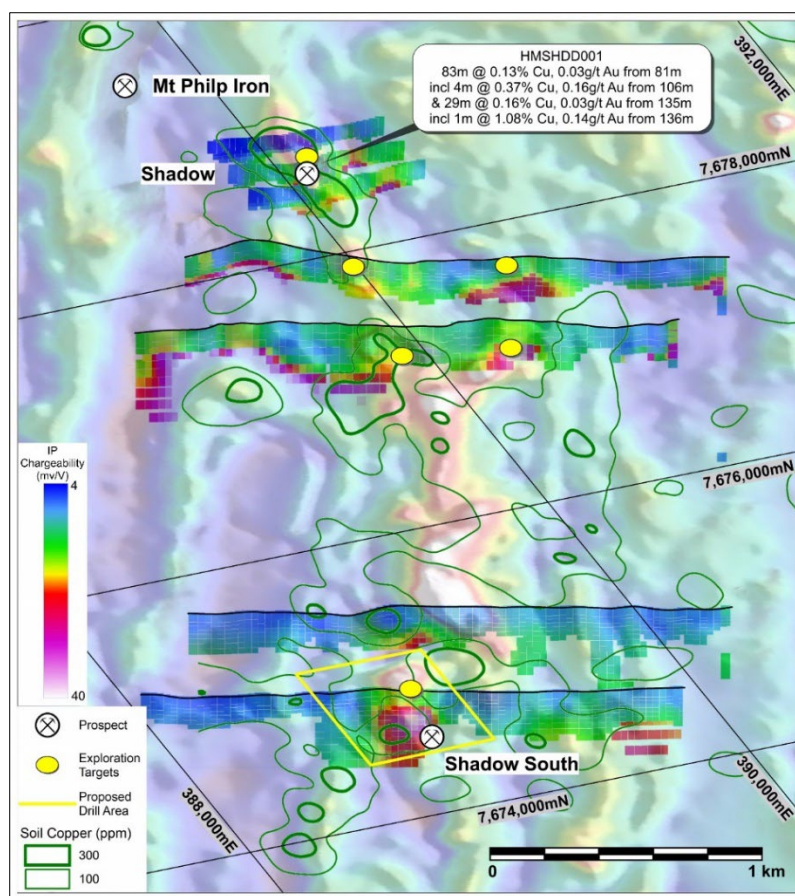 HMSHDD001
83m @ 0.13% Cu, 0.03g/t Au from 81m
incl 4m @ 0.37% Cu, 0.16g/t Au from 106m
& 29m @ 0.16% Cu, 0.03g/t Au from 135m
incl 1m @ 1.08% Cu, 0.14g/t Au from 136m
392,000mE
Mt Philp Iron
Shadow
7,678,000mN
7,676,000mN
IP
Chargeability
(mv/V)
4
40
Prospect
Exploration
Targets
Proposed
Drill Area
Soil Copper (ppm)
300
100
388,000mE
Shadow South
7,674,000mN
390,000mE
0
1 km